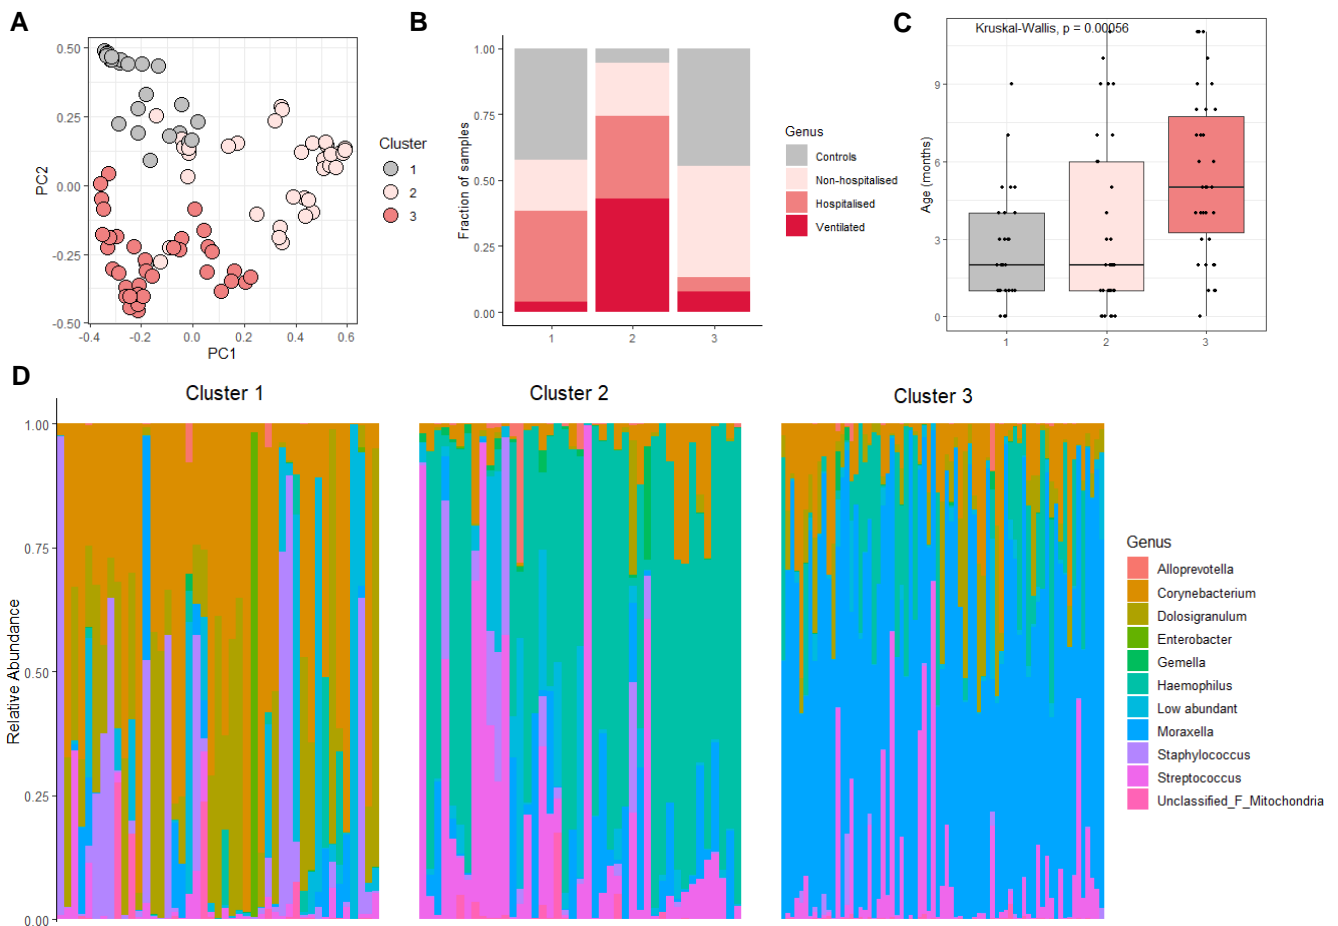 A
0.50
0.25
0.00
-0.25
-0.50
PC2
-0.4
-0.2
0.0
0.2
0.4
0.6
PC1
Cluster
1
2
3
B
1.00
0.75
0.50
0.25
0.00
Fraction of samples
1
2
3
Genus
Controls
Non-hospitalised
Hospitalised
Ventilated
C
Kruskal-Wallis, p = 0.00056
9
6
3
0
Age (months)
1
2
3
D
Cluster 1
Cluster 2
Cluster 3
1.00
0.75
0.50
0.25
0.00
Relative Abundance
Genus
Alloprevotella
Corynebacterium
Dolosigranulum
Enterobacter
Gemella
Haemophilus
Low abundant
Moraxella
Staphylococcus
Streptococcus
Unclassified_F_Mitochondria